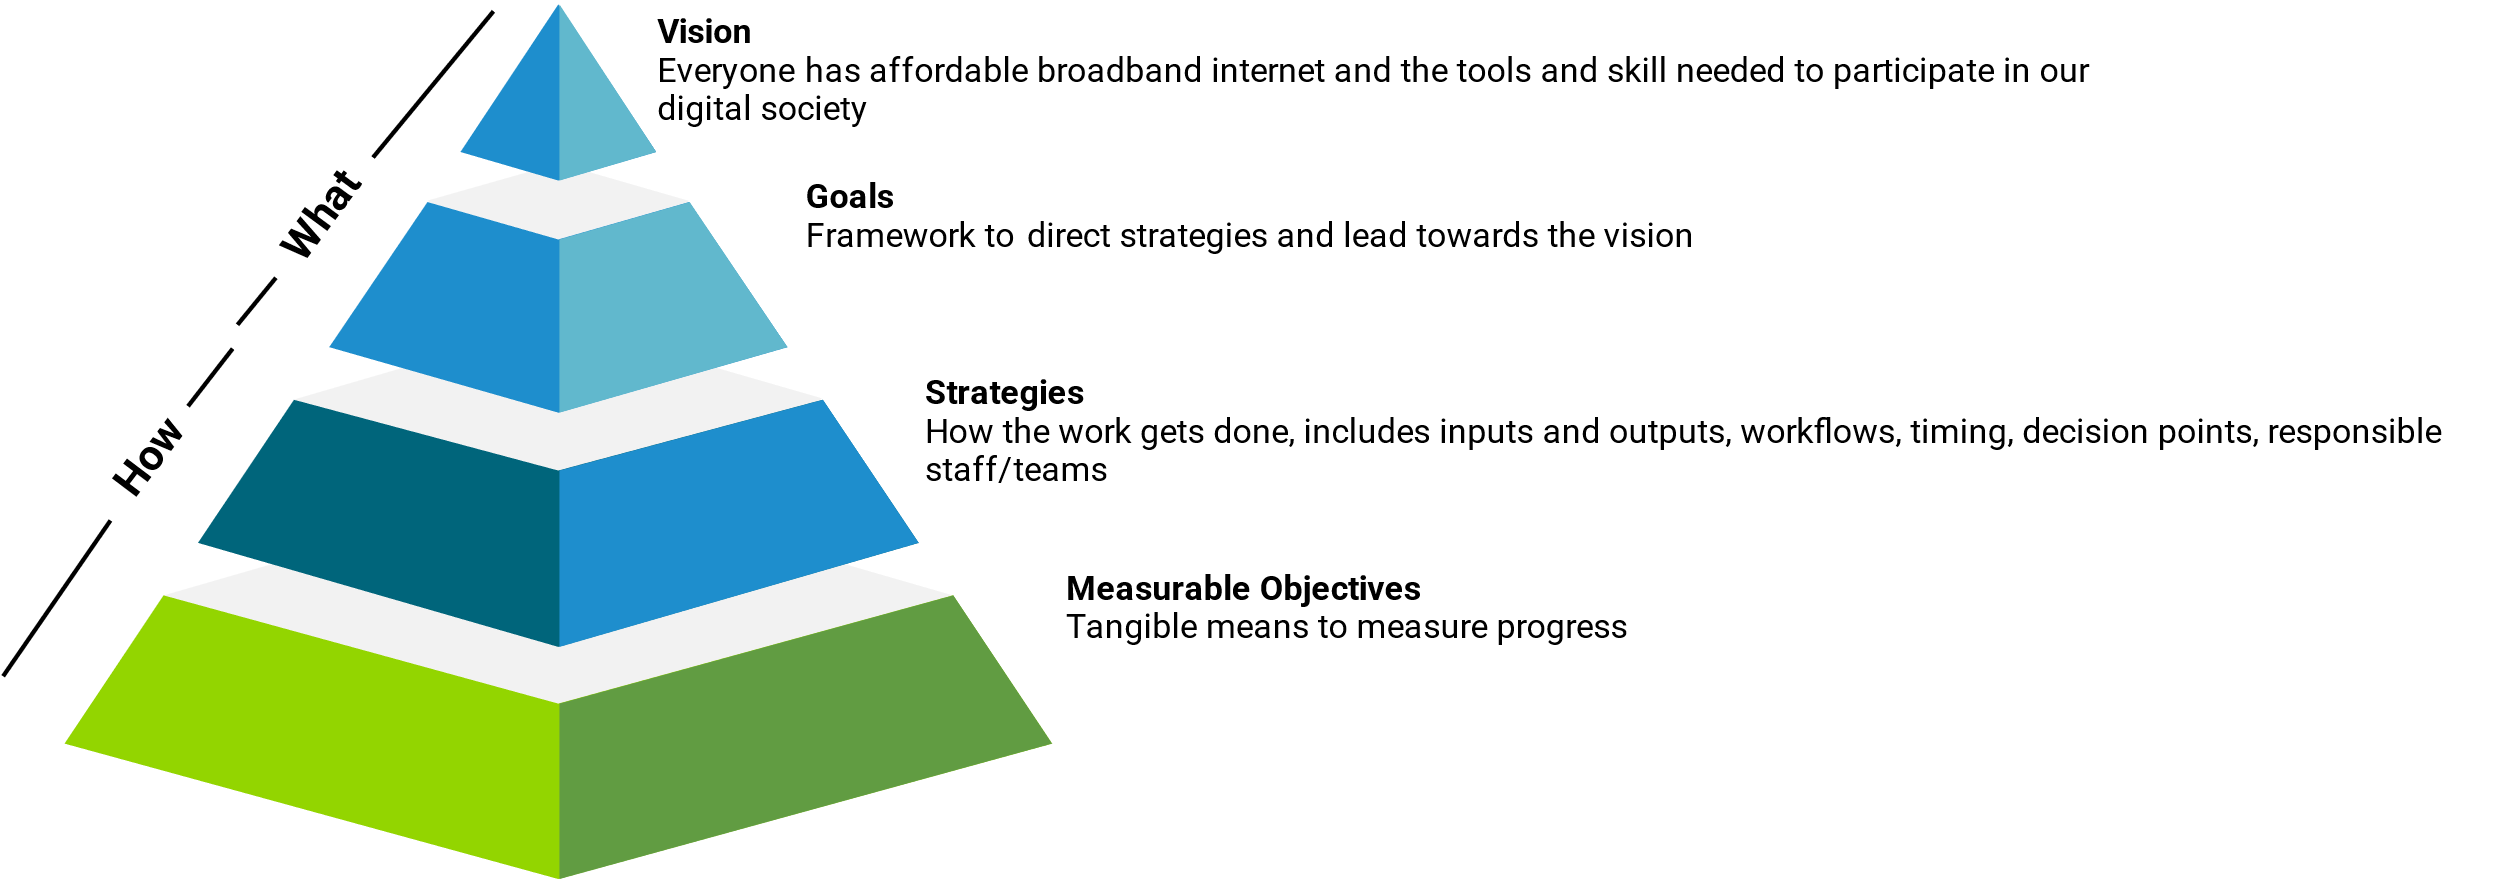 Vision
Everyone has affordable broadband internet and the tools and skill needed to participate in our
digital society
What
Goals
Framework to direct strategies and lead towards the vision
How
Strategies
How the work gets done, includes inputs and outputs, workflows, timing, decision points, responsible
staff/teams
Measurable Objectives
Tangible means to measure progress